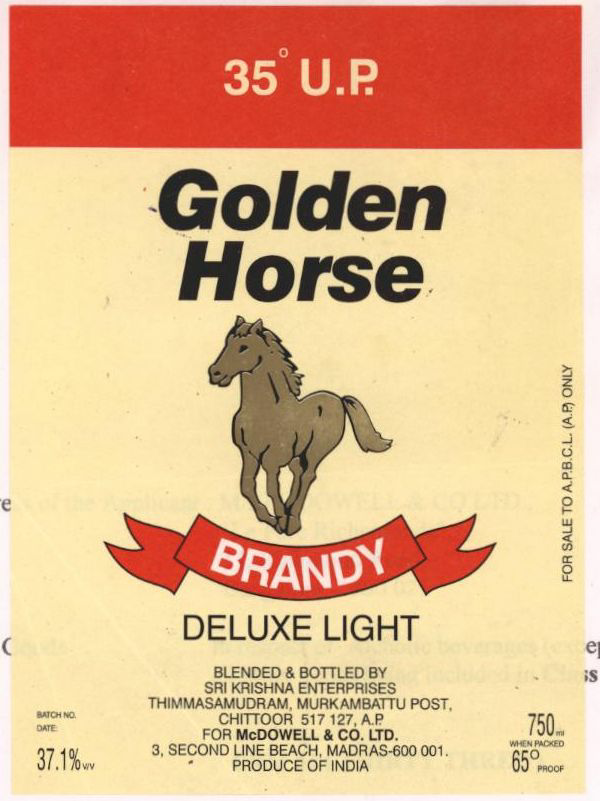 35° U.P.
Golden
Horse
BRANDY
DELUXE LIGHT
BLENDED & BOTTLED BY
SRI KRISHNA ENTERPRISES
THIMMASAMUDRAM, MURKAMBATTU POST,
CHITTOOR 517 127, A.P.
FOR McDOWELL & CO. LTD.
3, SECOND LINE BEACH, MADRAS-600 001.
PRODUCE OF INDIA
BATCH NO.
DATE:
37.1% v/v
750 ml
WHEN PACKED
65° PROOF
FOR SALE TO A.P.B.C.L. (A.P.) ONLY